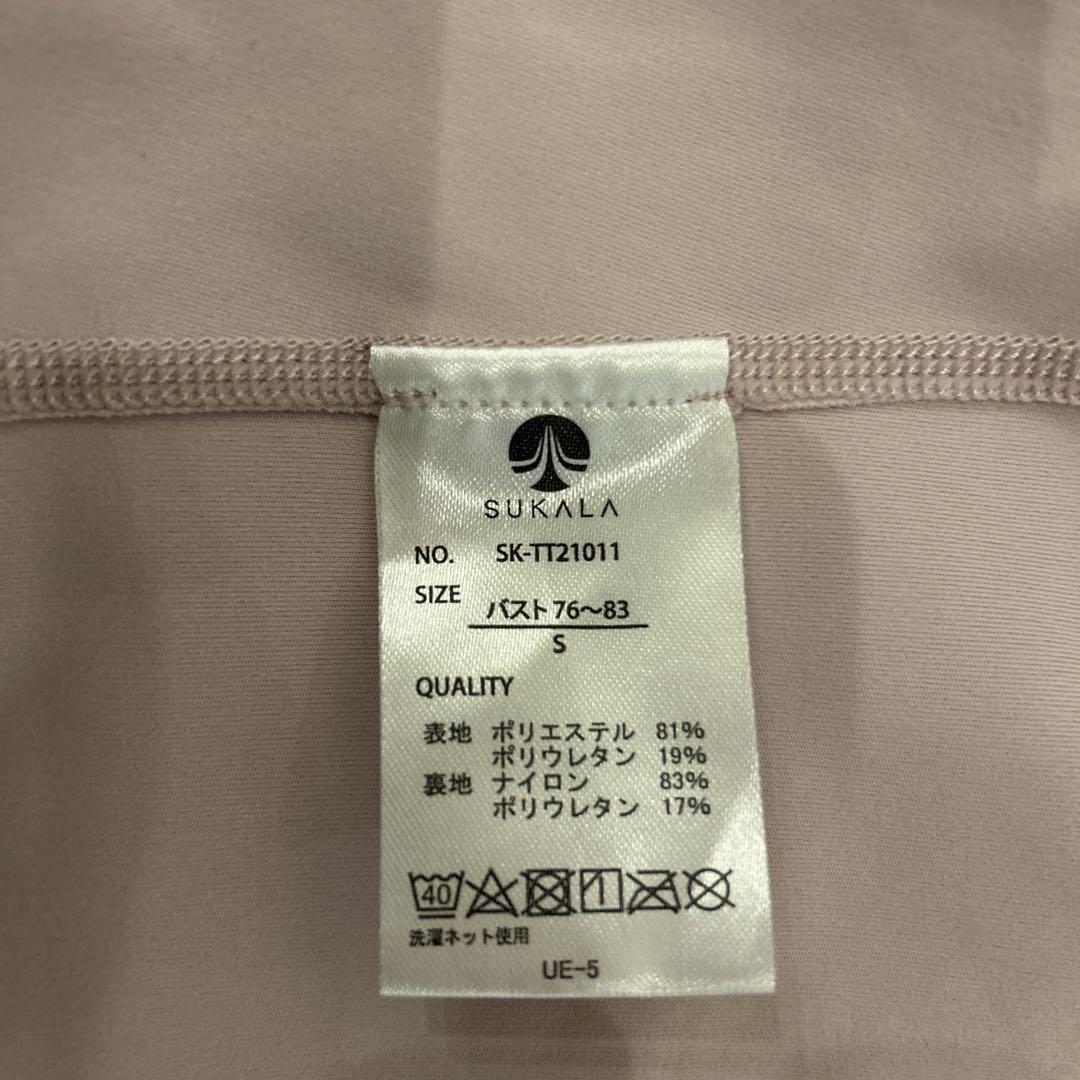 SUKALA
NO. SK-TT21011
SIZE バスト76〜83
S
QUALITY
表地 ポリエステル 81%
ポリウレタン 19%
裏地 ナイロン 83%
ポリウレタン 17%
40
洗濯ネット使用
UE-5